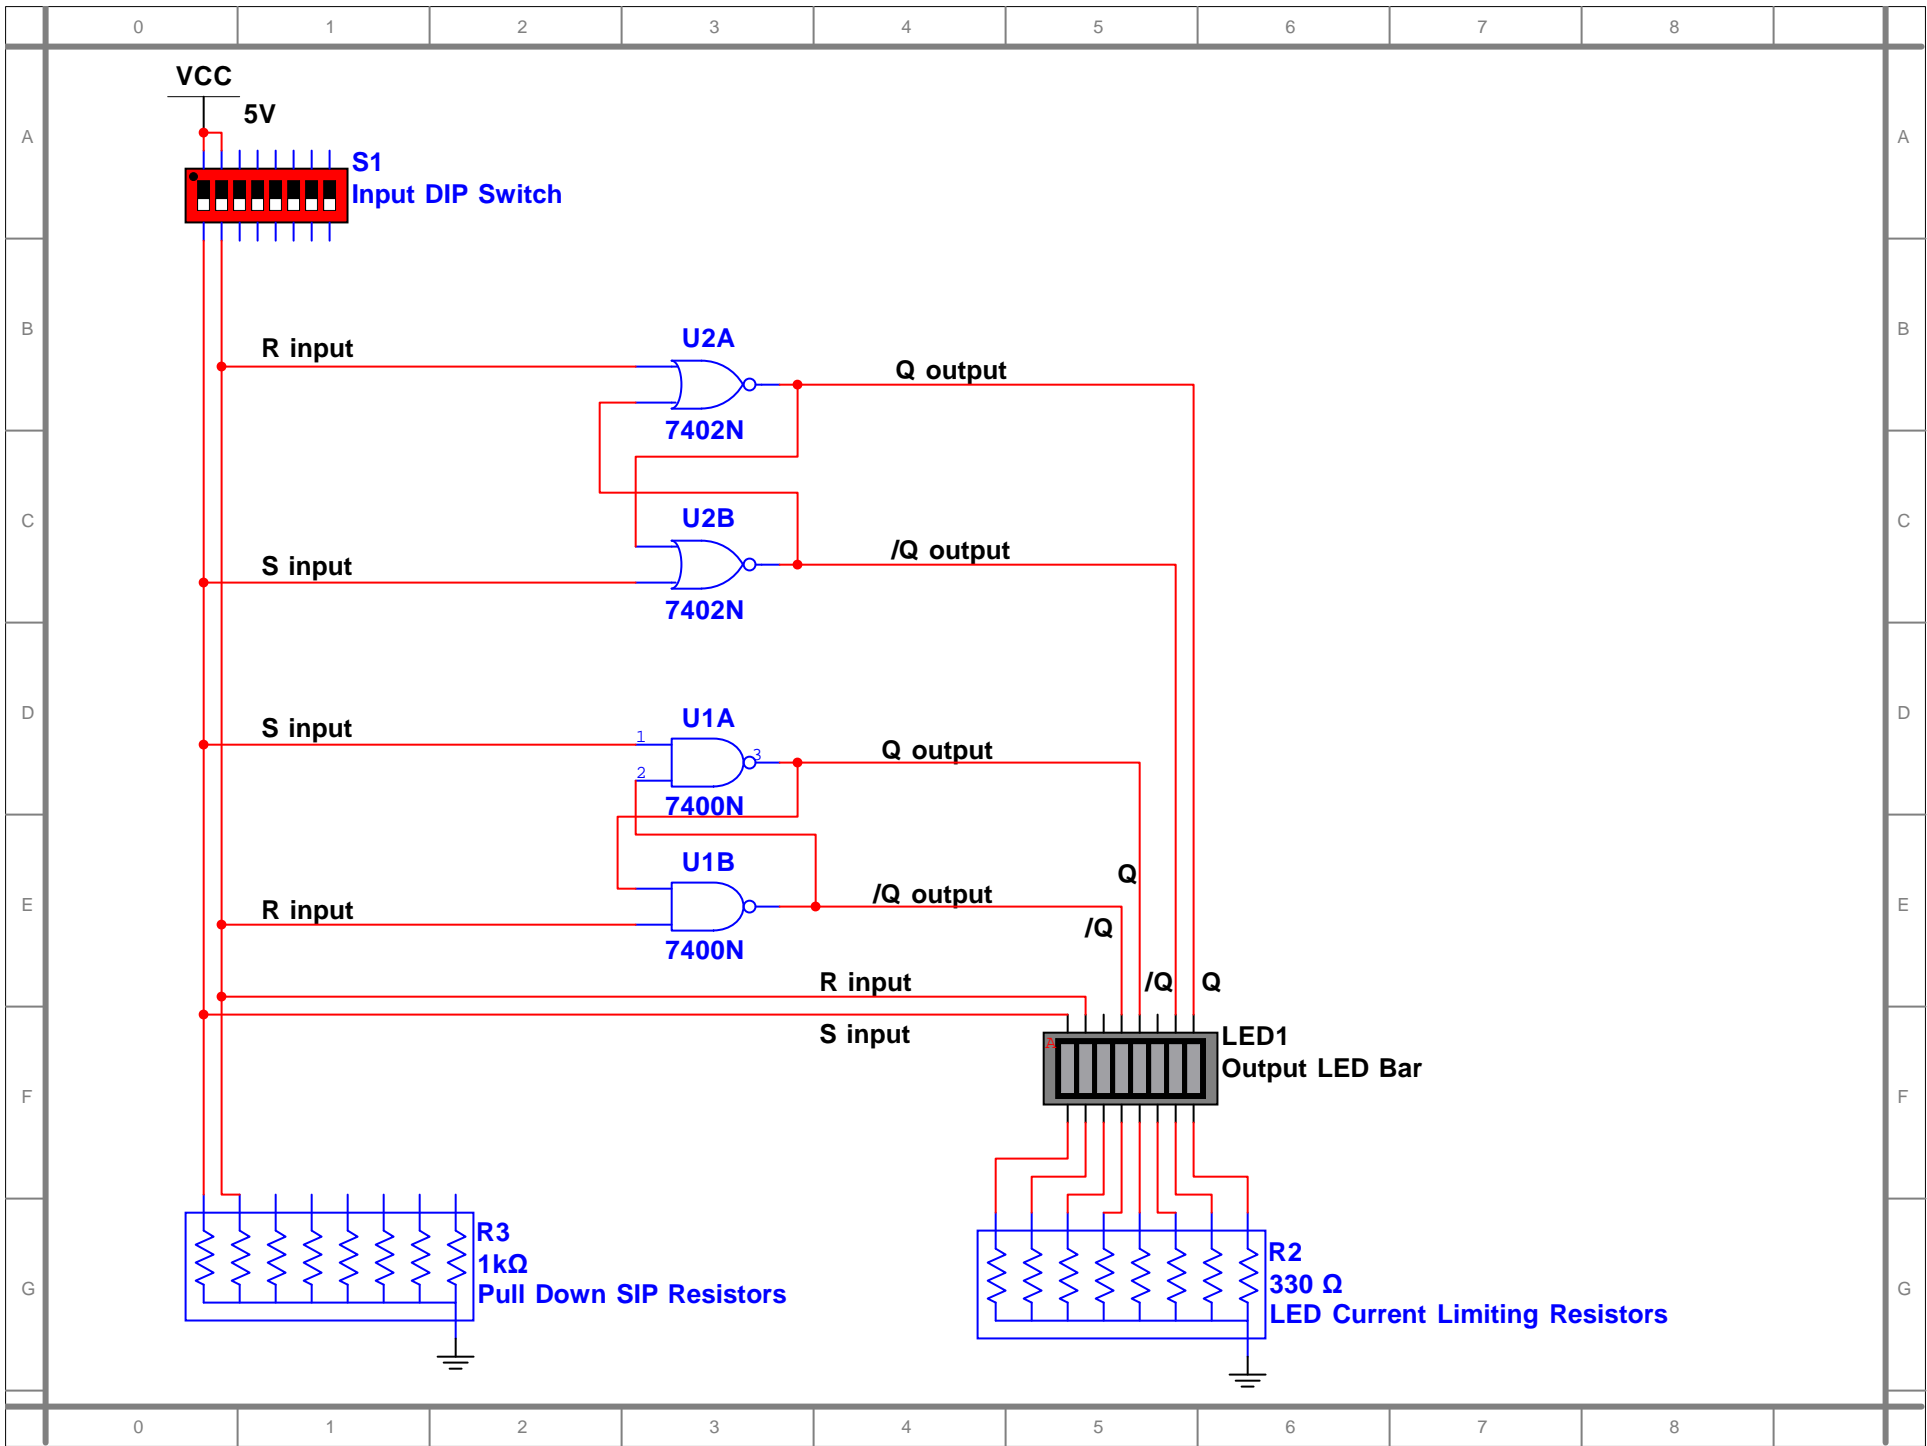 0 1 2 3 4 5 6 7 8
VCC
5V
A A
S1
Input DIP Switch
B B
U2A
R input
Q output
7402N
C C
U2B
/Q output
S input
7402N
D D
U1A
S input
1
3
Q output
2
7400N
U1B
Q
/Q output
E E
R input
/Q
7400N
R input
/Q Q
S input
LED1
A
Output LED Bar
F F
R3
1kΩ
Pull Down SIP Resistors
R2
330 Ω
LED Current Limiting Resistors
G G
0 1 2 3 4 5 6 7 8